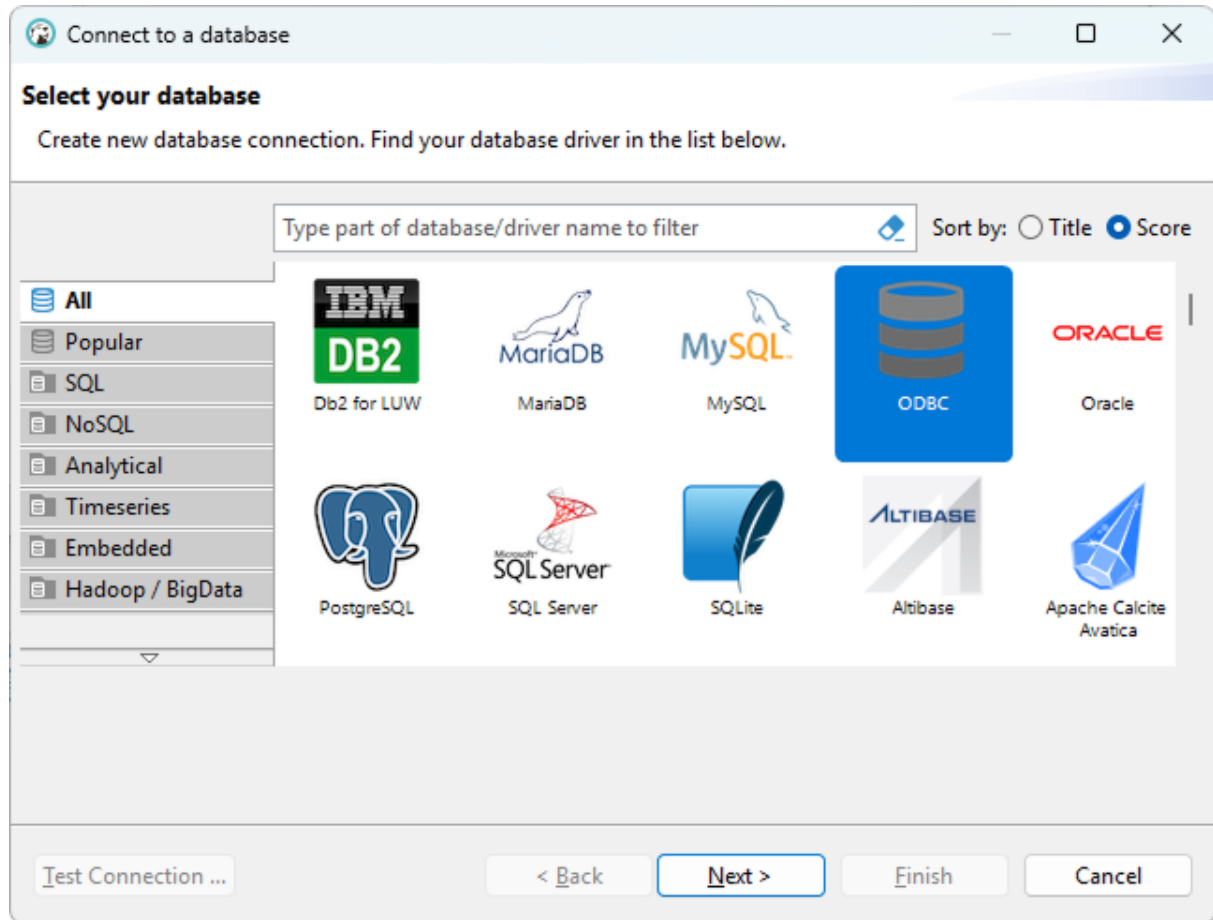 Connect to a database
Select your database
Create new database connection. Find your database driver in the list below.
Type part of database/driver name to filter
Sort by: Title Score
All
Popular
SQL
NoSQL
Analytical
Timeseries
Embedded
Hadoop / BigData
IBM
DB2
MariaDB
MySQL
ORACLE
Db2 for LUW
MariaDB
MySQL
ODBC
Oracle
Microsoft
SQL Server
ALTIBASE
PostgreSQL
SQL Server
SQLite
Altibase
Apache Calcite
Avatica
Test Connection ...
< Back
Next >
Finish
Cancel